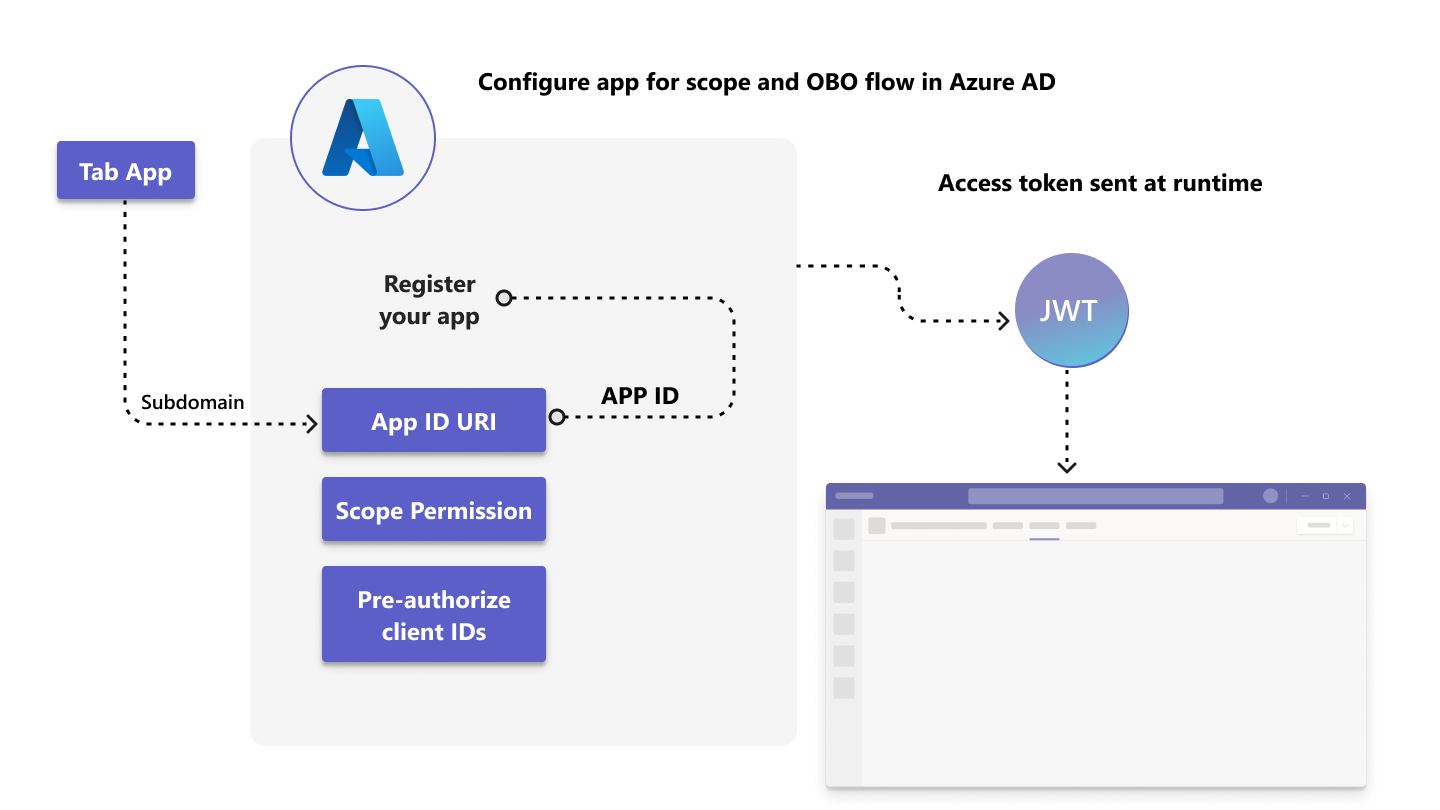 Configure app for scope and OBO flow in Azure AD
Tab App
Access token sent at runtime
Register
your app
JWT
APP ID
Subdomain
App ID URI
Scope Permission
Pre-authorize
client IDs